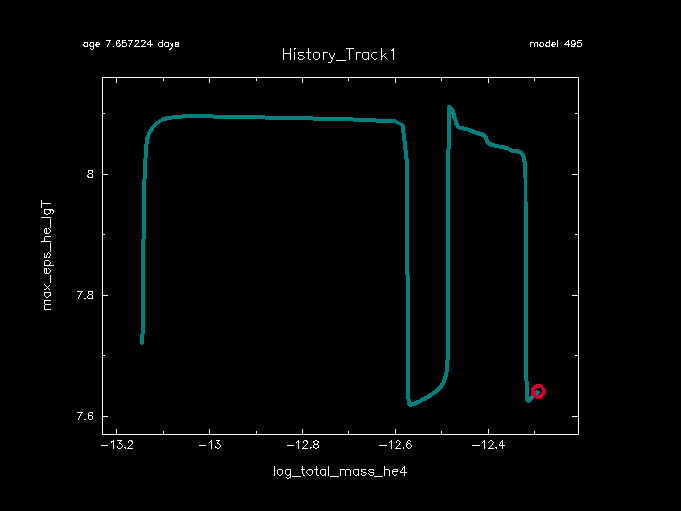 age 7.657224 days
model 495
History_Track1
8
7.8
7.6
max_eps_he_lgT
−13.2 −13 −12.8 −12.6 −12.4
log_total_mass_he4